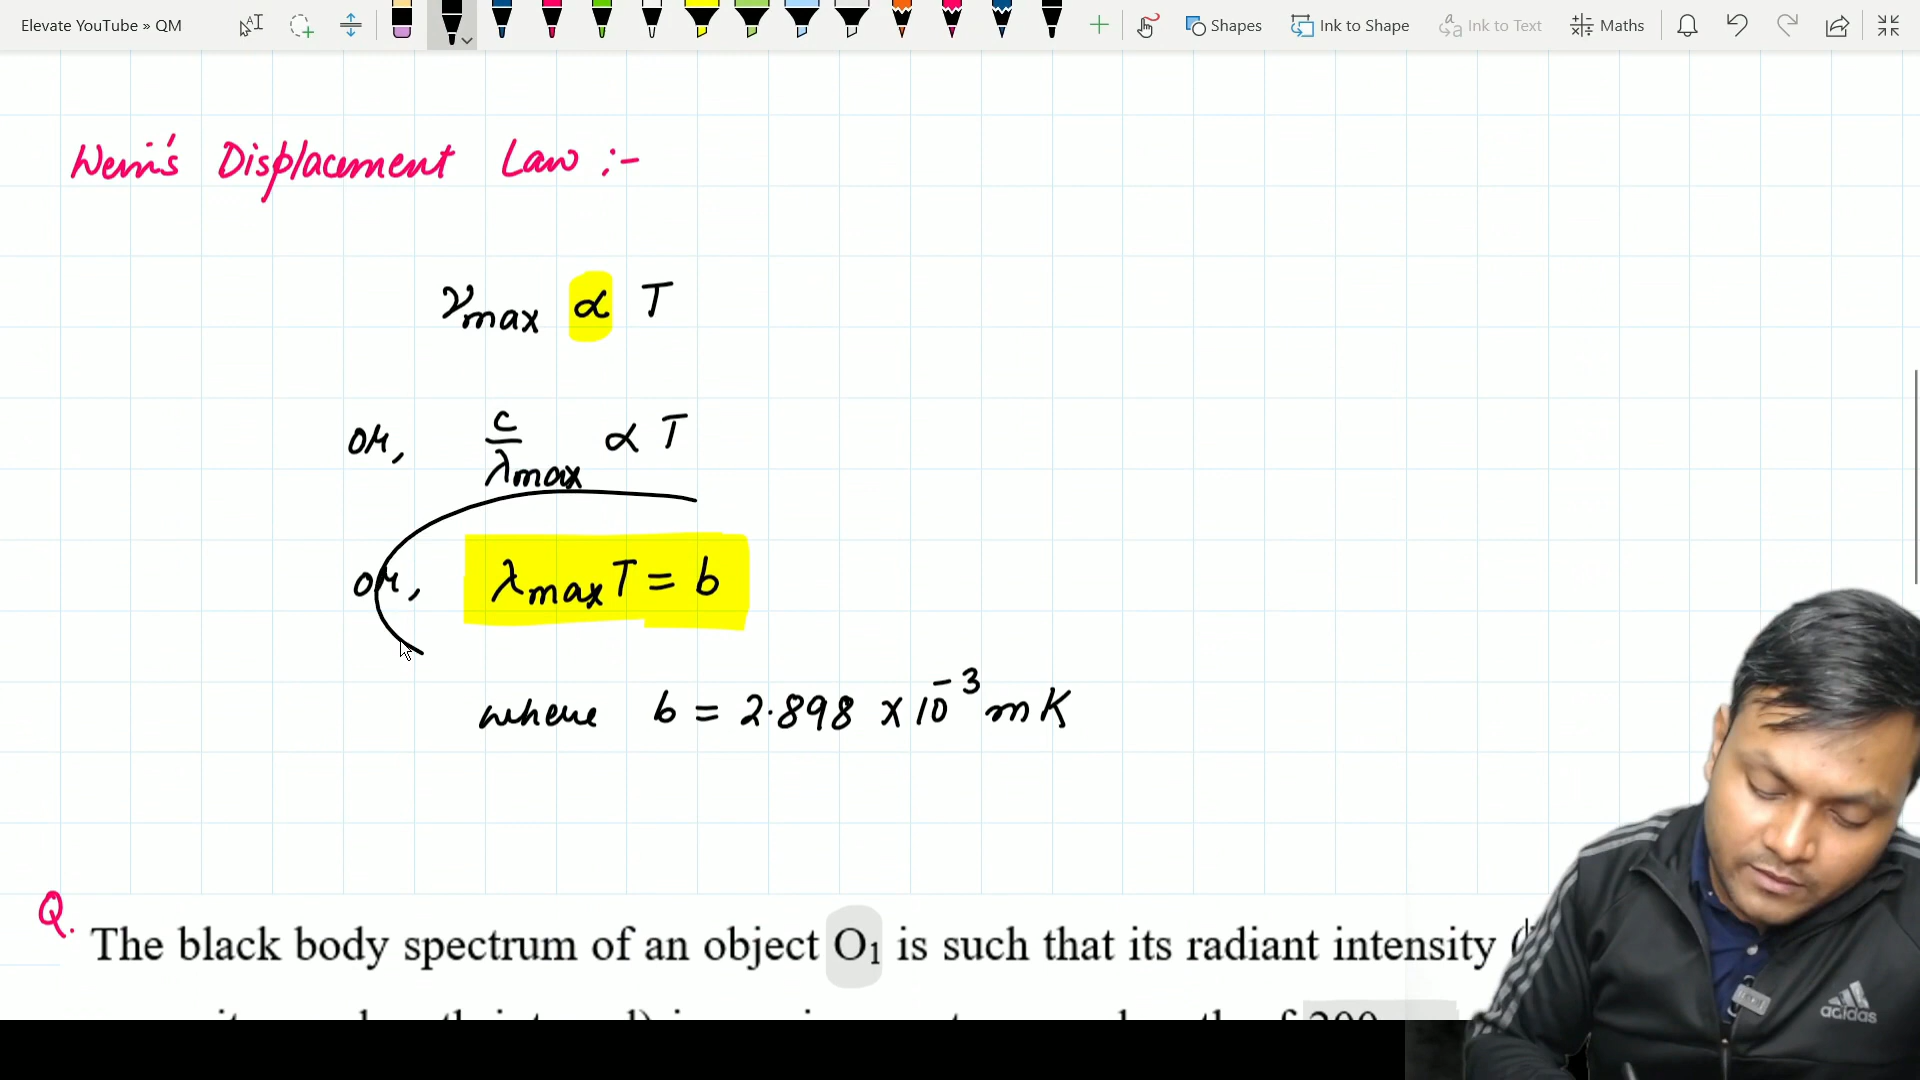 Elevate YouTube » QM
Shapes
Ink to Shape
Ink to Text
Maths
Wein's Displacement Law :-
νmax ∝ T
or, c/λmax ∝ T
or, λmax T = b
where b = 2.898 × 10⁻³ mK
Q.
The black body spectrum of an object O₁ is such that its radiant intensity
adidas